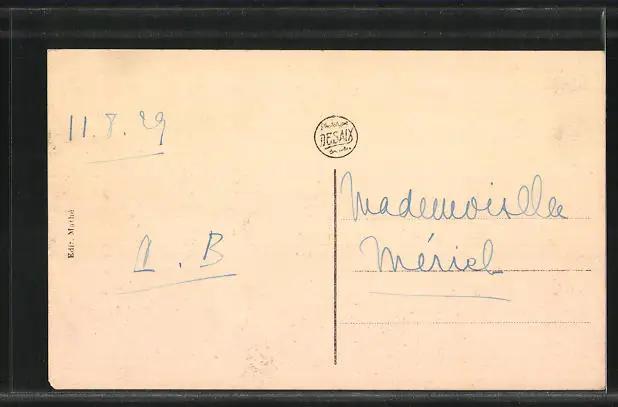 11.8.29
DESAIX
Mademoiselle
Mériel
A. B
Edit. Mathé